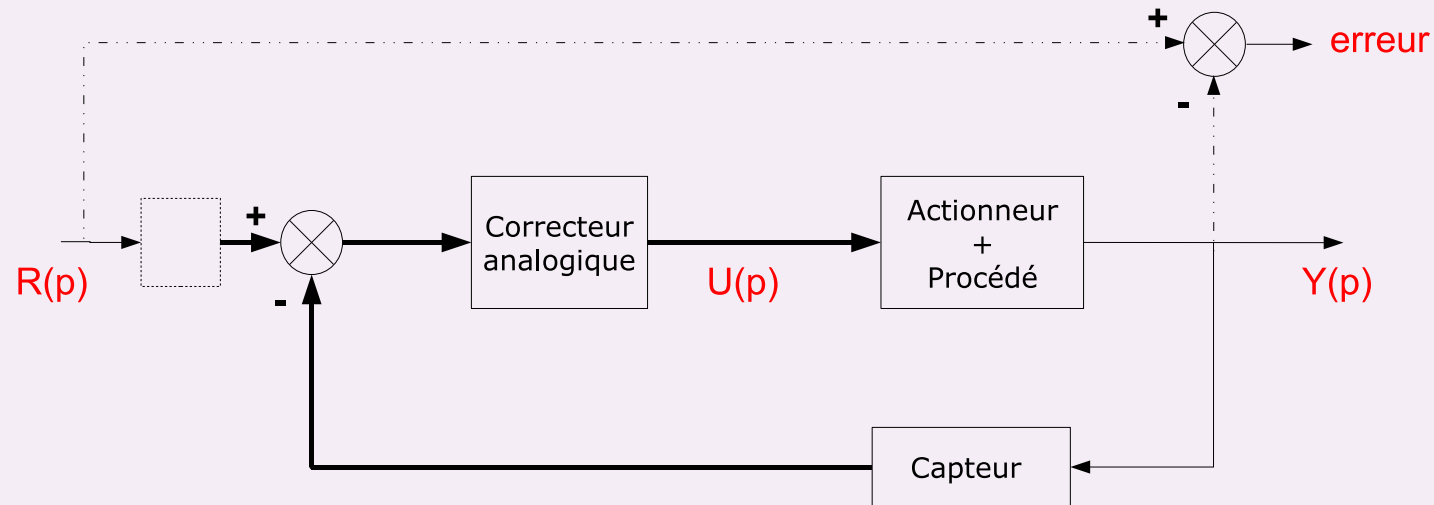 +
erreur
-
R(p)
+
-
Correcteur
analogique
U(p)
Actionneur
+
Procédé
Y(p)
Capteur